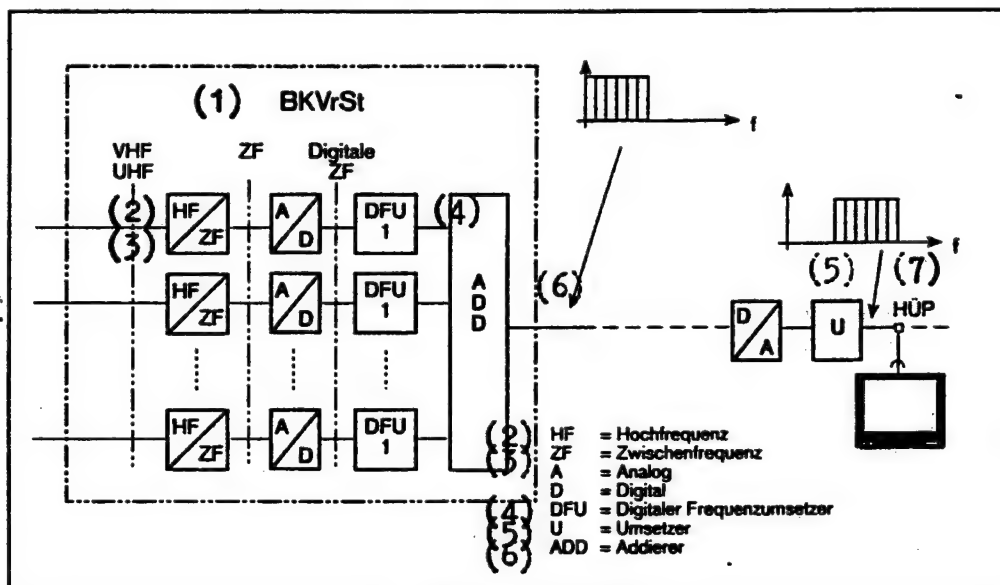 (1) BKVrSt
f
VHF ZF Digitale
UHF ZF
(2) HF/ZF A/D DFU 1 (4)
(3)
f
HF/ZF A/D DFU 1
A
D
D
(6)
(5) (7)
D/A U HÜP
HF/ZF A/D DFU 1
(2) HF = Hochfrequenz
(3) ZF = Zwischenfrequenz
A = Analog
D = Digital
(4) DFU = Digitaler Frequenzumsetzer
(5) U = Umsetzer
(6) ADD = Addierer